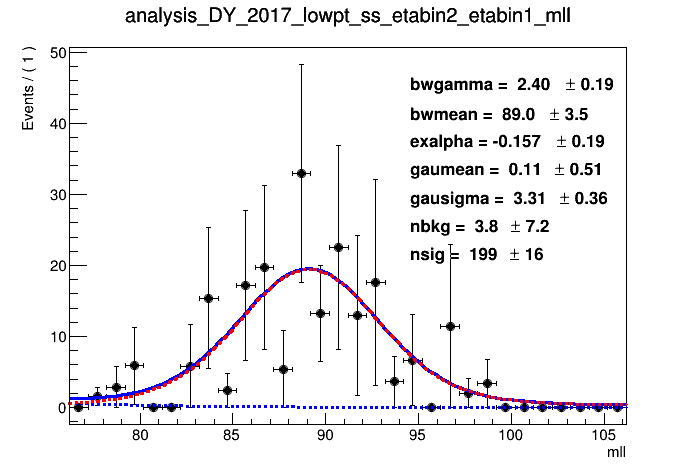 analysis_DY_2017_lowpt_ss_etabin2_etabin1_mll
Events / ( 1 )
50
40
30
20
10
0
bwgamma = 2.40 ± 0.19
bwmean = 89.0 ± 3.5
exalpha = -0.157 ± 0.19
gaumean = 0.11 ± 0.51
gausigma = 3.31 ± 0.36
nbkg = 3.8 ± 7.2
nsig = 199 ± 16
80 85 90 95 100 105
mll